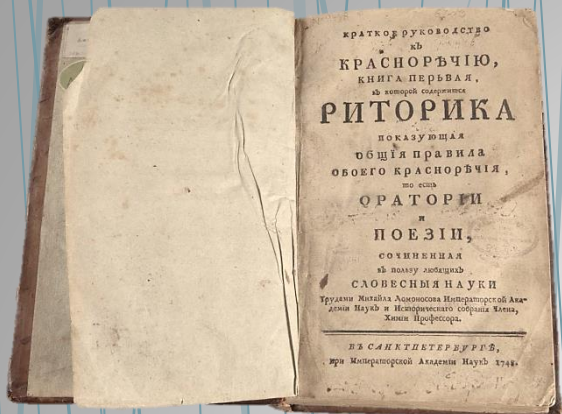 КРАТКОЕ РУКОВОДСТВО
КЪ
КРАСНОРѢЧІЮ,
КНИГА ПЕРЬВАЯ,
въ которой содержится
РИТОРИКА
ПОКАЗУЮЩАЯ
ОБЩІЯ ПРАВИЛА
ОБОЕГО КРАСНОРѢЧІЯ,
то есть
ОРАТОРІИ
И
ПОЕЗІИ,
СОЧИНЕННАЯ
въ пользу любящихъ
СЛОВЕСНЫЯ НАУКИ
Трудами Михайла Ломоносова Императорской Ака-
деміи Наукъ и Историческаго собранія Члена,
Химіи Профессора.
ВЪ САНКТПЕТЕРБУРГѢ,
при Императорской Академіи Наукъ